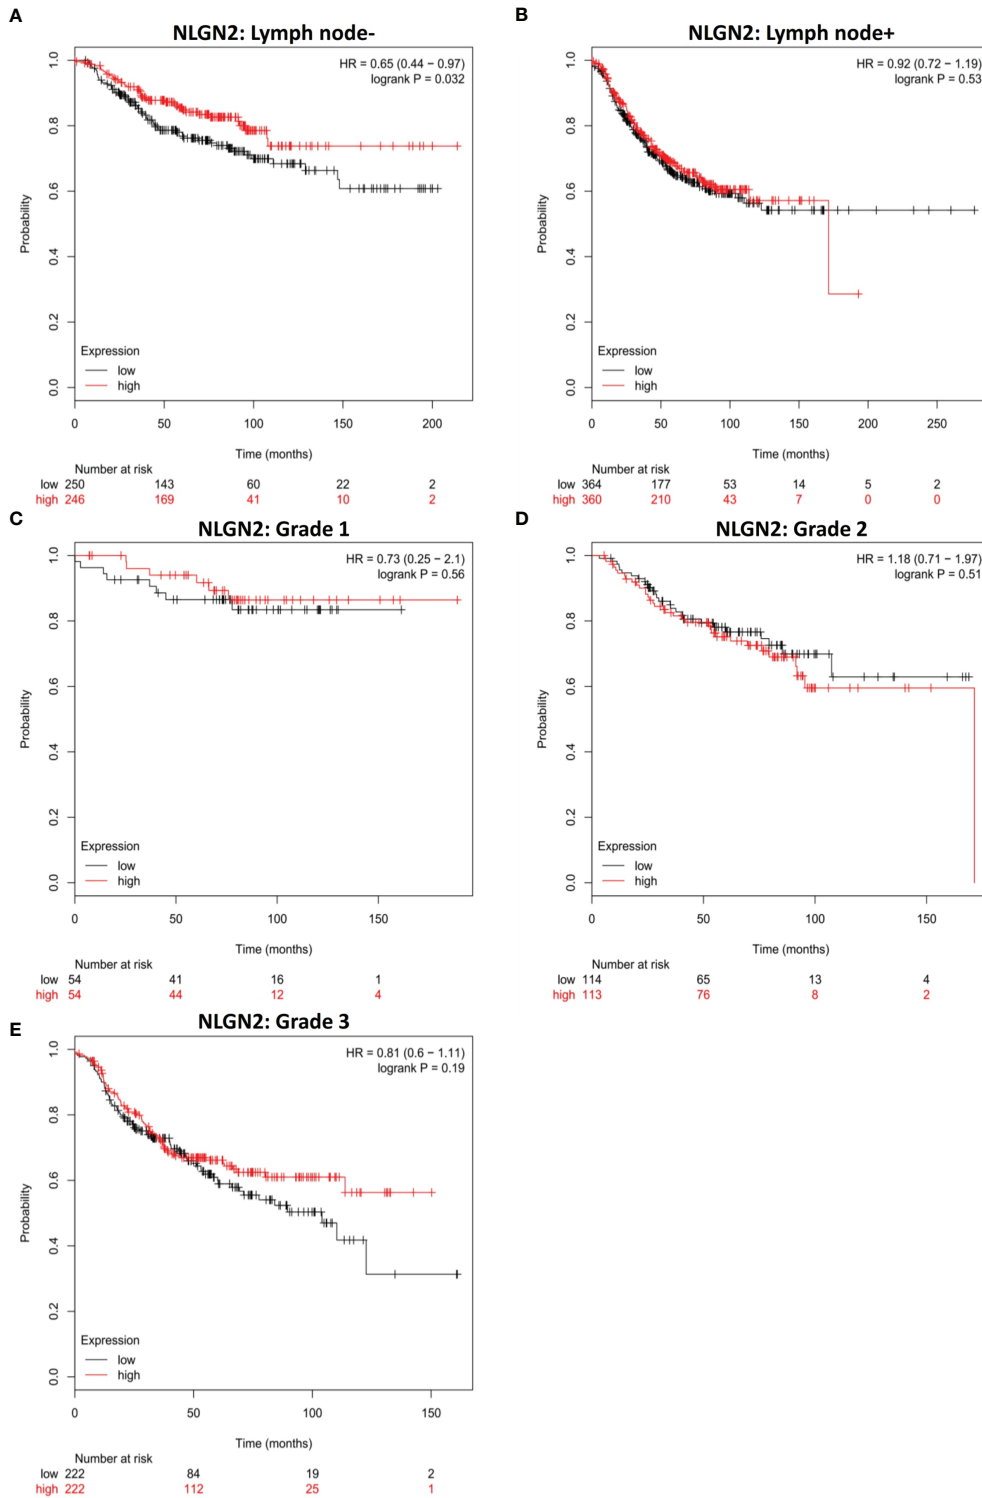 A
NLGN2: Lymph node-
HR = 0.65 (0.44 − 0.97)
logrank P = 0.032
Probability
1.0
0.8
0.6
0.4
0.2
0.0
Expression
low
high
0 50 100 150 200
Time (months)
Number at risk
low 250 143 60 22 2
high 246 169 41 10 2
B
NLGN2: Lymph node+
HR = 0.92 (0.72 − 1.19)
logrank P = 0.53
Probability
1.0
0.8
0.6
0.4
0.2
0.0
Expression
low
high
0 50 100 150 200 250
Time (months)
Number at risk
low 364 177 53 14 5 2
high 360 210 43 7 0 0
C
NLGN2: Grade 1
HR = 0.73 (0.25 − 2.1)
logrank P = 0.56
Probability
1.0
0.8
0.6
0.4
0.2
0.0
Expression
low
high
0 50 100 150
Time (months)
Number at risk
low 54 41 16 1
high 54 44 12 4
D
NLGN2: Grade 2
HR = 1.18 (0.71 − 1.97)
logrank P = 0.51
Probability
1.0
0.8
0.6
0.4
0.2
0.0
Expression
low
high
0 50 100 150
Time (months)
Number at risk
low 114 65 13 4
high 113 76 8 2
E
NLGN2: Grade 3
HR = 0.81 (0.6 − 1.11)
logrank P = 0.19
Probability
1.0
0.8
0.6
0.4
0.2
0.0
Expression
low
high
0 50 100 150
Time (months)
Number at risk
low 222 84 19 2
high 222 112 25 1